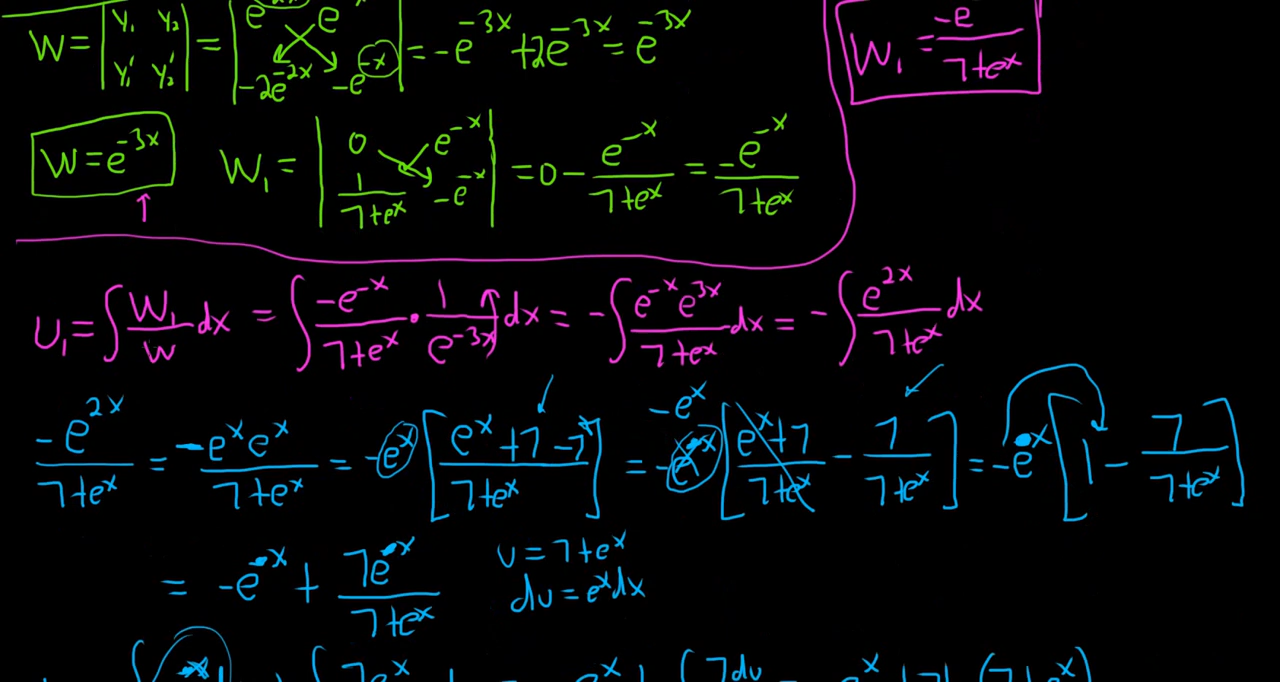 W = | y₁ y₂ ; y₁' y₂' | = | e e ; -2e^{-2x} -e^{-x} | = -e^{-3x} + 2e^{-3x} = e^{-3x}
W₁ = -e / (7+e^x)
W = e^{-3x} W₁ = | 0 e^{-x} ; 1/(7+e^x) -e^{-x} | = 0 - e^{-x}/(7+e^x) = -e^{-x}/(7+e^x)
U₁ = ∫ W₁/W dx = ∫ -e^{-x}/(7+e^x) · 1/e^{-3x} dx = -∫ e^{-x} e^{3x}/(7+e^x) dx = -∫ e^{2x}/(7+e^x) dx
-e^{2x}/(7+e^x) = -e^x e^x/(7+e^x) = -e^x [ (e^x+7-7)/(7+e^x) ] = -e^x [ (e^x+7)/(7+e^x) - 7/(7+e^x) ] = -e^x [ 1 - 7/(7+e^x) ]
= -e^x + 7e^x/(7+e^x) u = 7+e^x
du = e^x dx